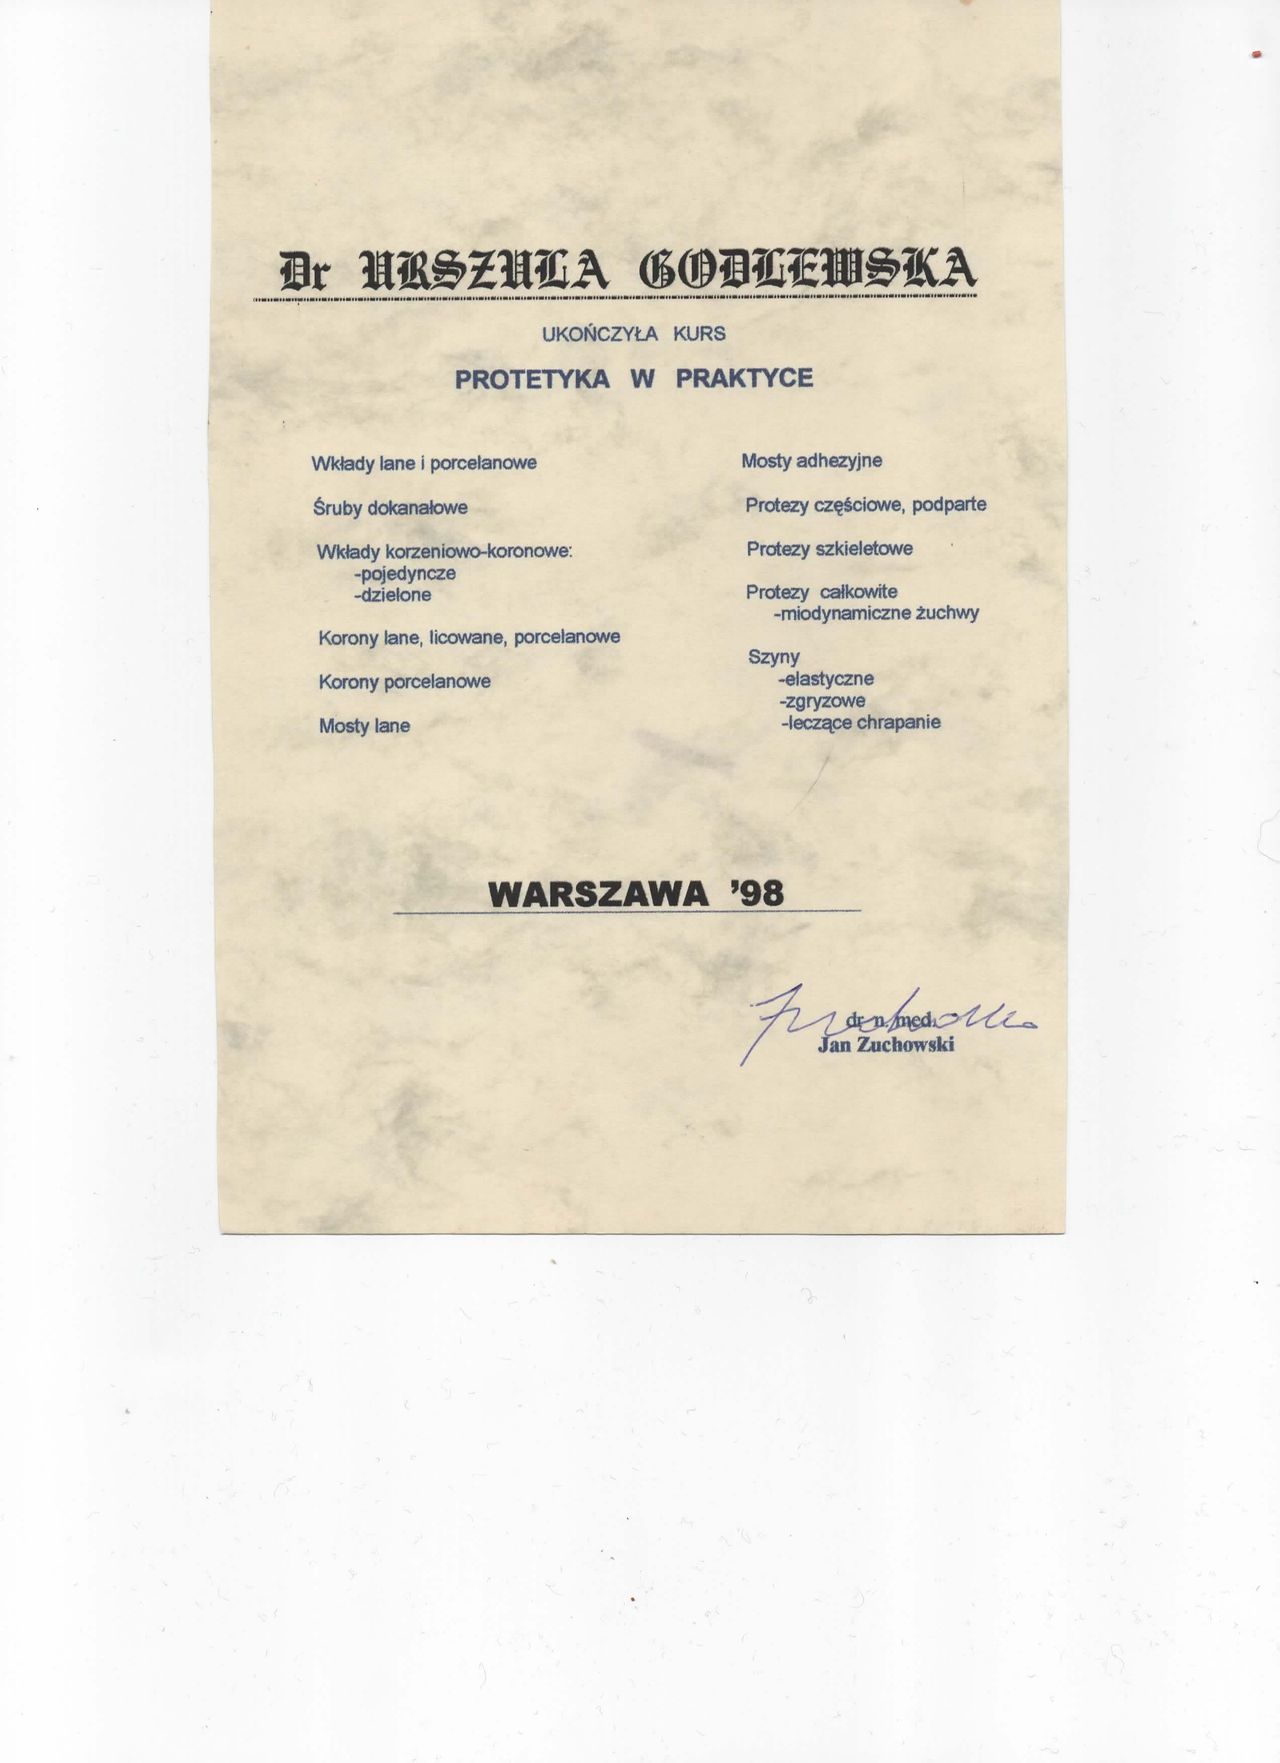 Dr URSZULA GODLEWSKA
UKOŃCZYŁA KURS
PROTETYKA W PRAKTYCE
Wkłady lane i porcelanowe
Śruby dokanałowe
Wkłady korzeniowo-koronowe:
-pojedyncze
-dzielone
Korony lane, licowane, porcelanowe
Korony porcelanowe
Mosty lane
Mosty adhezyjne
Protezy częściowe, podparte
Protezy szkieletowe
Protezy całkowite
-miodynamiczne żuchwy
Szyny
-elastyczne
-zgryzowe
-leczące chrapanie
WARSZAWA '98
dr n. med.
Jan Zuchowski